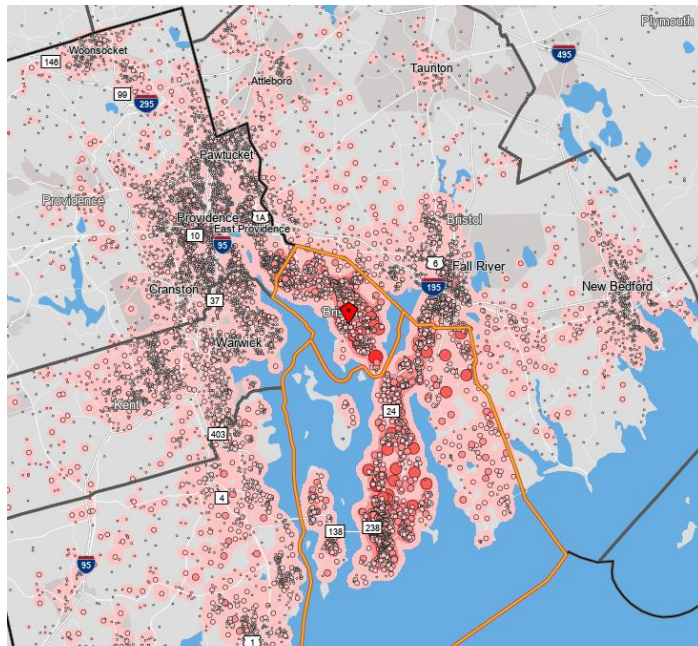 Plymouth
Woonsocket
146
495
Taunton
Attleboro
99
295
Pawtucket
Providence
Providence
1A
East Providence
Bristol
10
95
6
Fall River
195
New Bedford
Cranston
37
Warwick
Kent
24
403
4
138
238
95
1